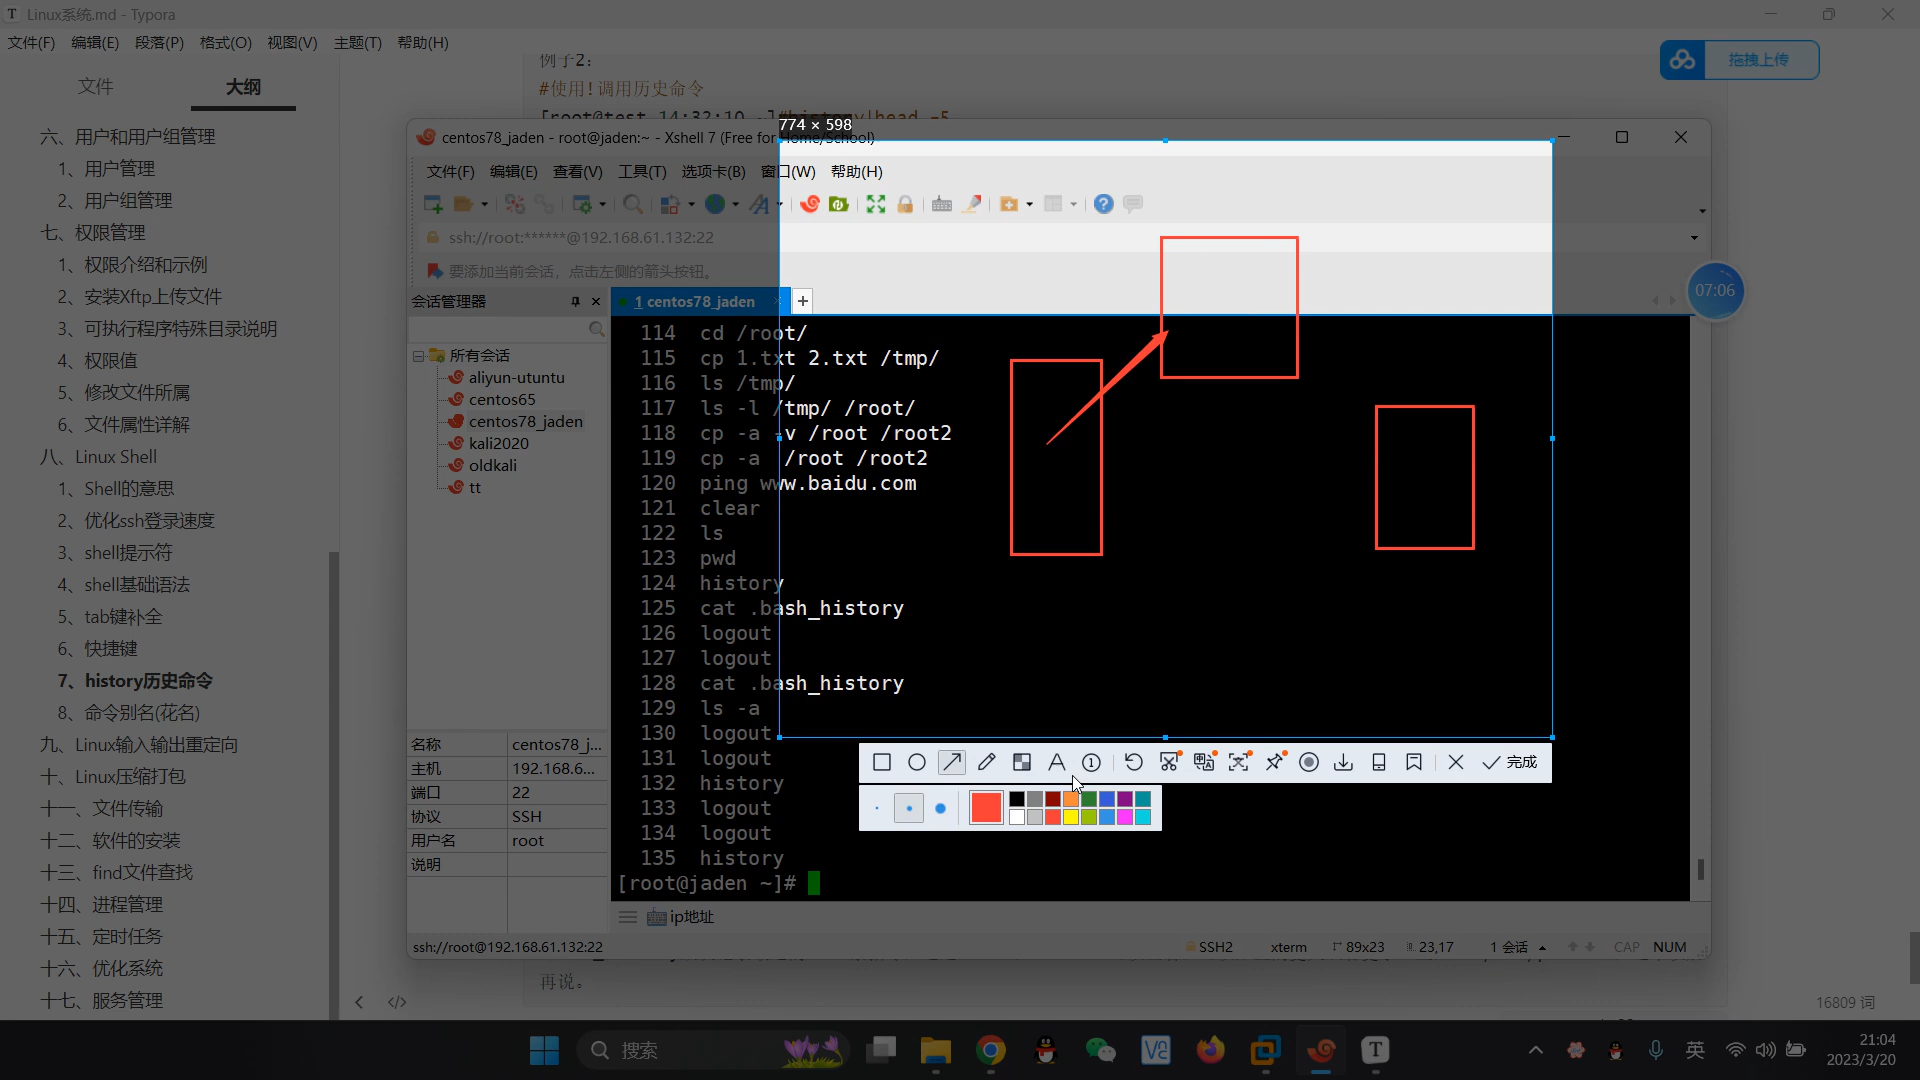 Linux系统.md - Typora
文件(F) 编辑(E) 段落(P) 格式(O) 视图(V) 主题(T) 帮助(H)
文件 大纲
六、用户和用户组管理
1、用户管理
2、用户组管理
七、权限管理
1、权限介绍和示例
2、安装Xftp上传文件
3、可执行程序特殊目录说明
4、权限值
5、修改文件所属
6、文件属性详解
八、Linux Shell
1、Shell的意思
2、优化ssh登录速度
3、shell提示符
4、shell基础语法
5、tab键补全
6、快捷键
7、history历史命令
8、命令别名(花名)
九、Linux输入输出重定向
十、Linux压缩打包
十一、文件传输
十二、软件的安装
十三、find文件查找
十四、进程管理
十五、定时任务
十六、优化系统
十七、服务管理
例子2：
#使用!调用历史命令
[root@test 14:32:10 ~]#history|head -5
拖拽上传
774 × 598
centos78_jaden - root@jaden:~ - Xshell 7 (Free for Home/School)
文件(F) 编辑(E) 查看(V) 工具(T) 选项卡(B) 窗口(W) 帮助(H)
ssh://root:******@192.168.61.132:22
要添加当前会话，点击左侧的箭头按钮。
会话管理器
1 centos78_jaden
07:06
所有会话
aliyun-ututu
centos65
centos78_jaden
kali2020
oldkali
tt
名称 centos78_j...
主机 192.168.6...
端口 22
协议 SSH
用户名 root
说明
114 cd /root/
115 cp 1.txt 2.txt /tmp/
116 ls /tmp/
117 ls -l /tmp/ /root/
118 cp -a -v /root /root2
119 cp -a /root /root2
120 ping www.baidu.com
121 clear
122 ls
123 pwd
124 history
125 cat .bash_history
126 logout
127 logout
128 cat .bash_history
129 ls -a
130 logout
131 logout
132 history
133 logout
134 logout
135 history
[root@jaden ~]#
完成
ip地址
ssh://root@192.168.61.132:22 SSH2 xterm 89x23 23,17 1 会话 CAP NUM
再说。
16809 词
搜索
英
21:04
2023/3/20